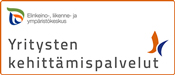 Elinkeino-, liikenne- ja
ympäristökeskus
Yritysten
kehittämispalvelut